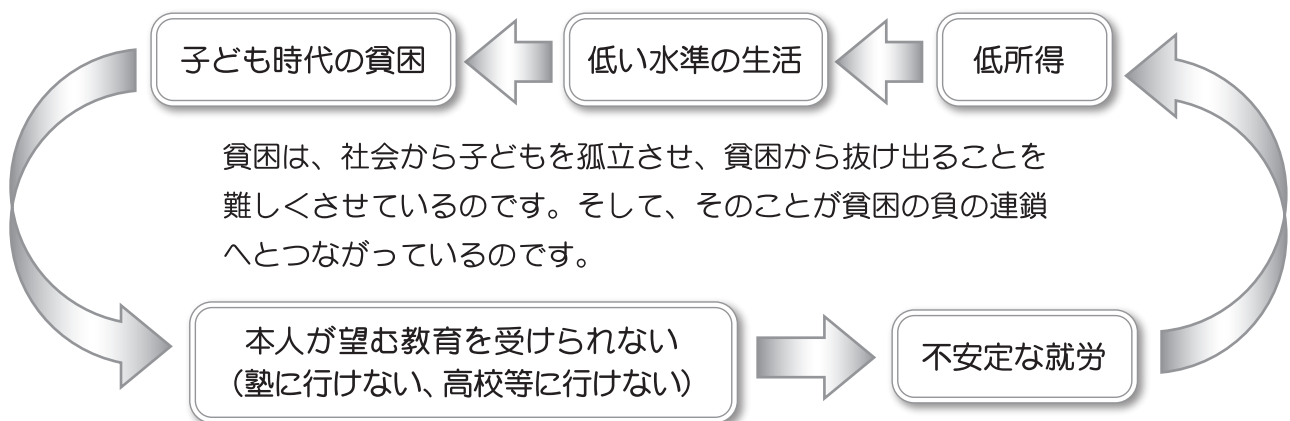 子ども時代の貧困
低い水準の生活
低所得
貧困は、社会から子どもを孤立させ、貧困から抜け出ることを
難しくさせているのです。そして、そのことが貧困の負の連鎖
へとつながっているのです。
本人が望む教育を受けられない
（塾に行けない、高校等に行けない）
不安定な就労